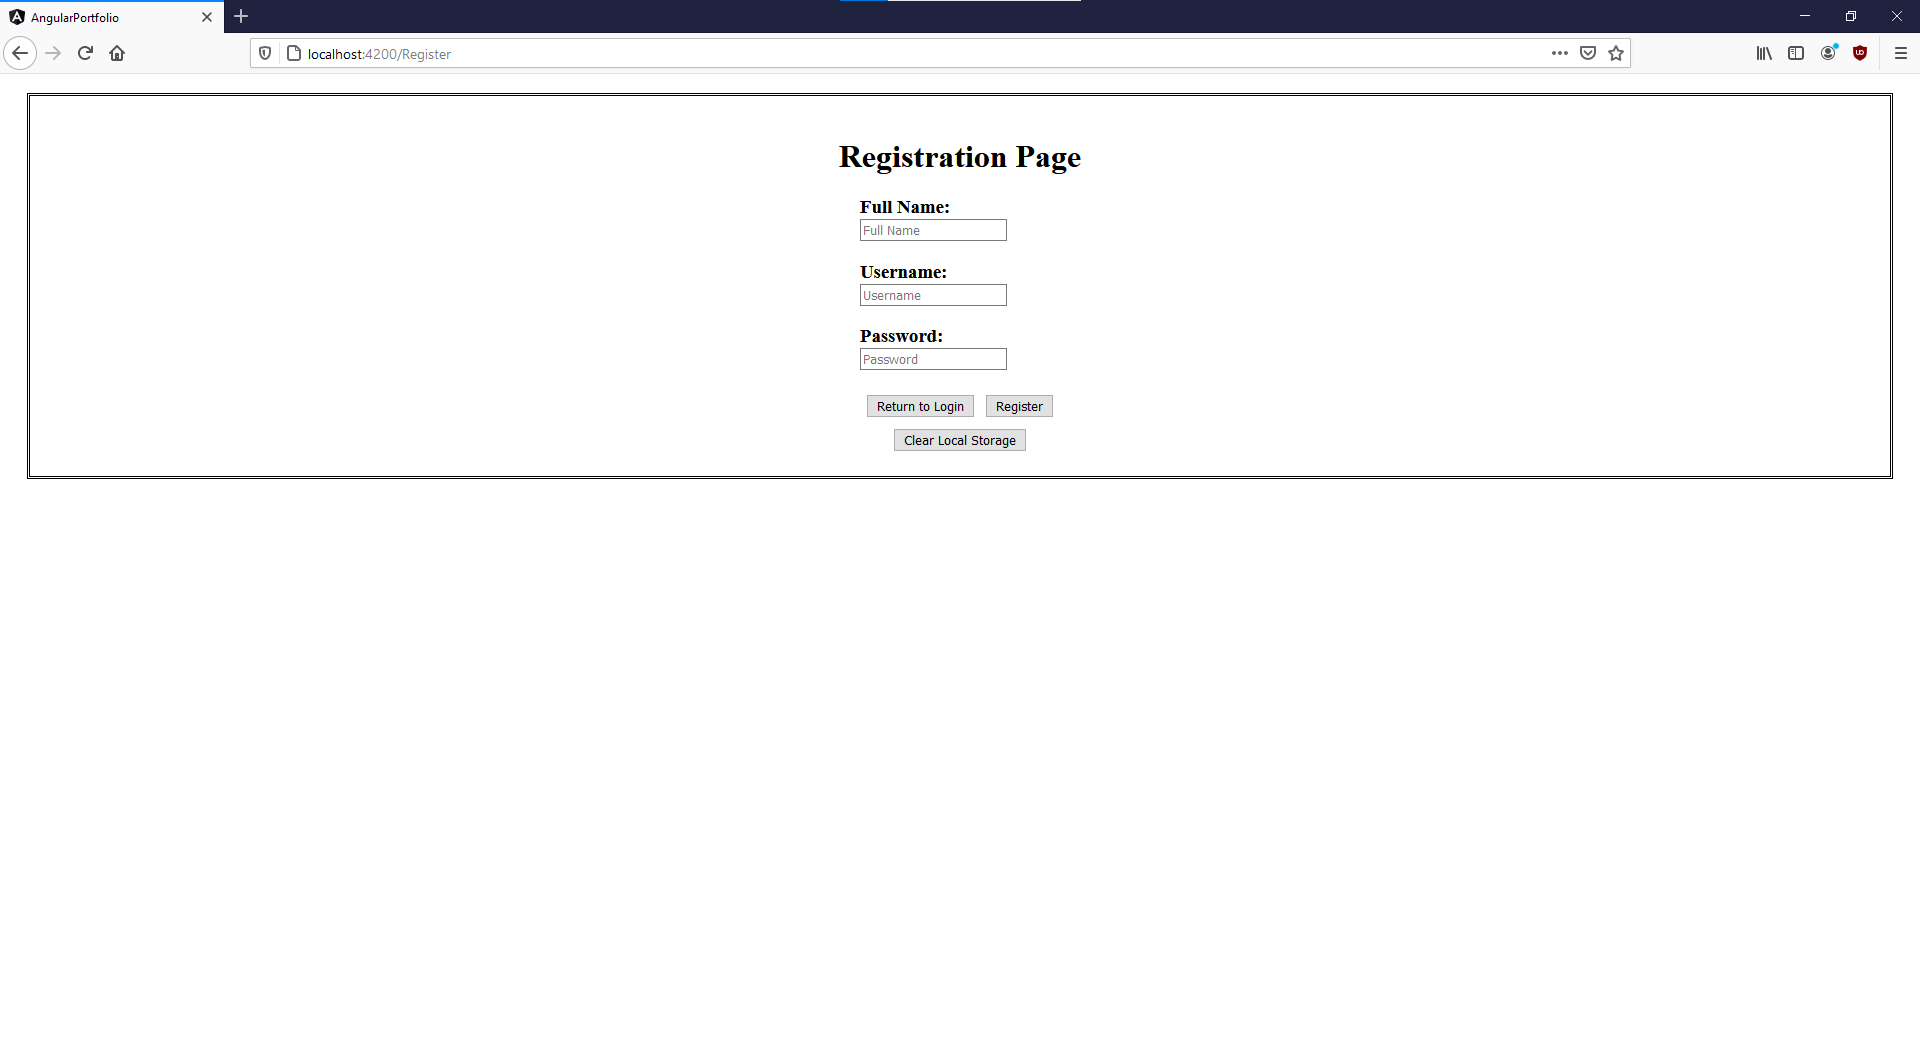 AngularPortfolio
localhost:4200/Register
Registration Page
Full Name:
Full Name
Username:
Username
Password:
Password
Return to Login Register
Clear Local Storage